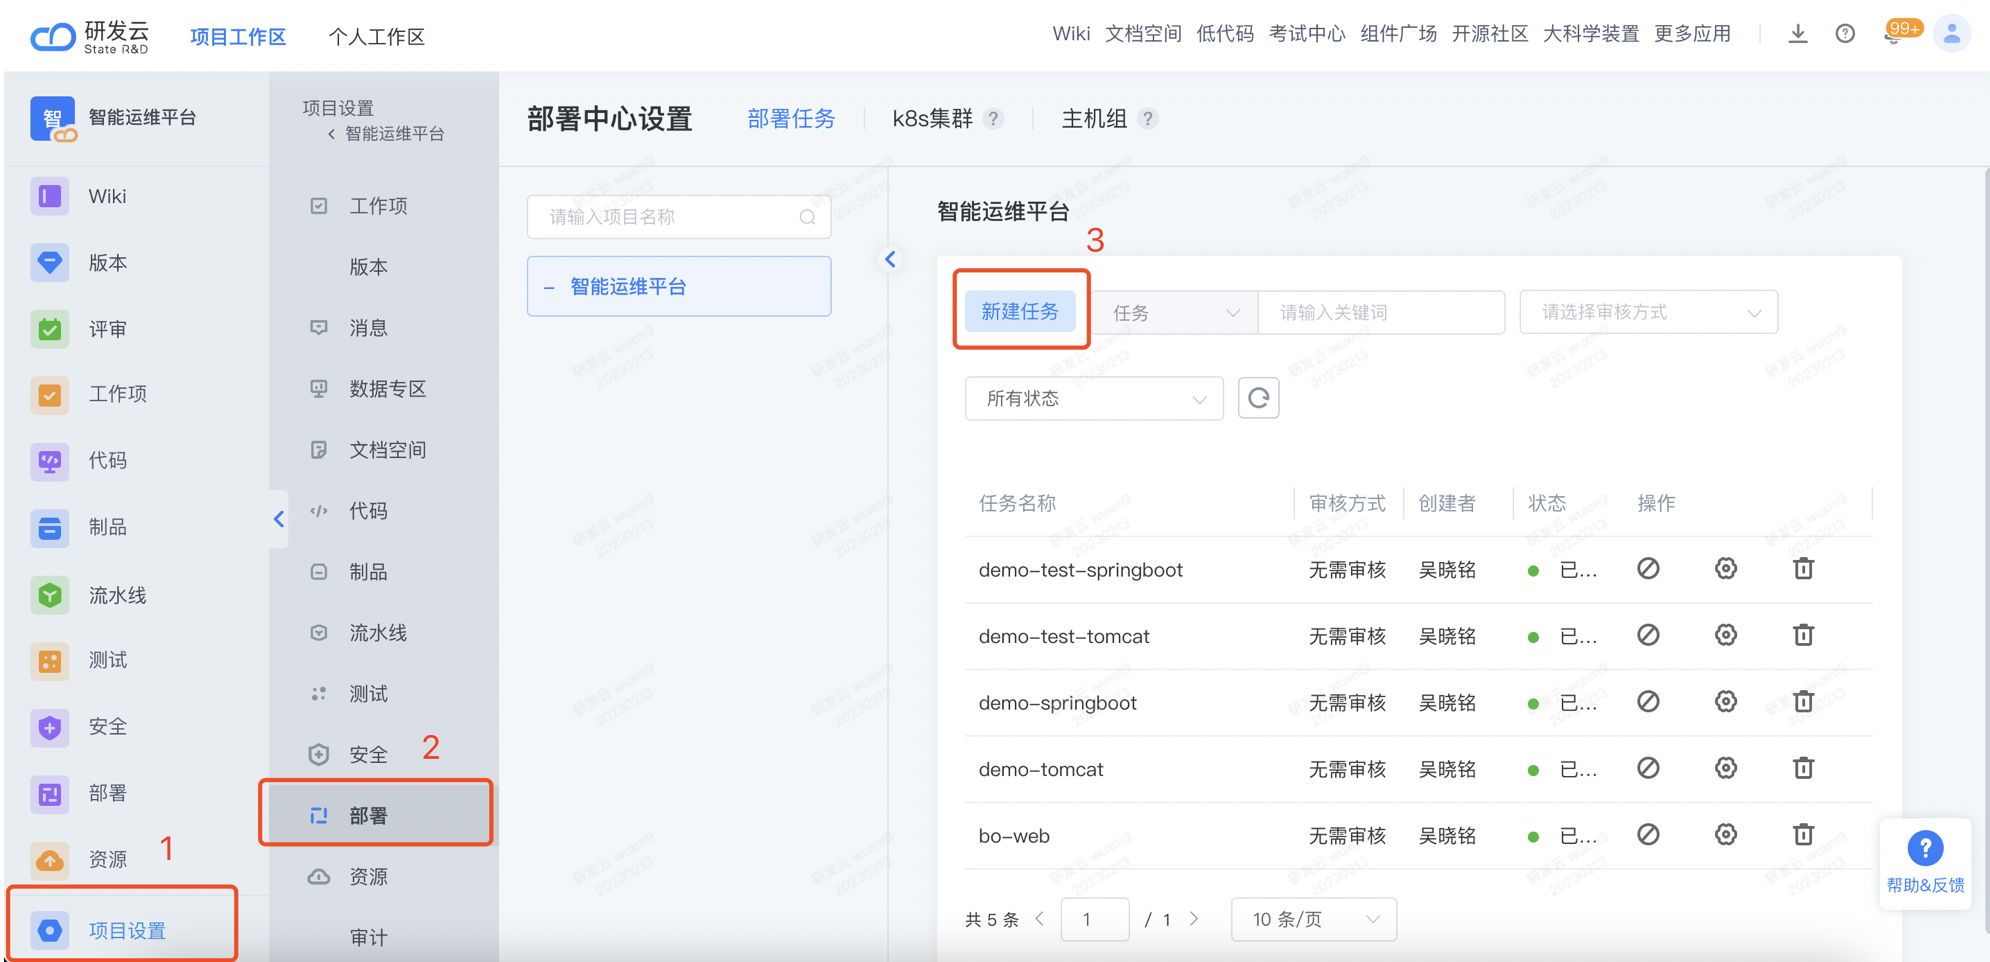 研发云
State R&D
项目工作区
个人工作区
Wiki 文档空间 低代码 考试中心 组件广场 开源社区 大科学装置 更多应用
99+
智
智能运维平台
Wiki
版本
评审
工作项
代码
制品
流水线
测试
安全
部署
资源
1
项目设置
项目设置
< 智能运维平台
工作项
版本
消息
数据专区
文档空间
代码
制品
流水线
测试
安全
2
部署
资源
审计
部署中心设置
部署任务
k8s集群 ?
主机组 ?
请输入项目名称
– 智能运维平台
智能运维平台
3
新建任务
任务
请输入关键词
请选择审核方式
所有状态
任务名称 审核方式 创建者 状态 操作
demo-test-springboot 无需审核 吴晓铭 已...
demo-test-tomcat 无需审核 吴晓铭 已...
demo-springboot 无需审核 吴晓铭 已...
demo-tomcat 无需审核 吴晓铭 已...
bo-web 无需审核 吴晓铭 已...
共 5 条 < 1 / 1 > 10 条/页
?
帮助&反馈
研发云 wuxm9
20230213